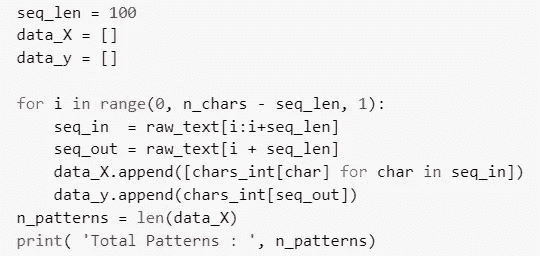 seq_len = 100
data_X = []
data_y = []

for i in range(0, n_chars - seq_len, 1):
    seq_in  = raw_text[i:i+seq_len]
    seq_out = raw_text[i + seq_len]
    data_X.append([chars_int[char] for char in seq_in])
    data_y.append(chars_int[seq_out])
n_patterns = len(data_X)
print( 'Total Patterns : ', n_patterns)